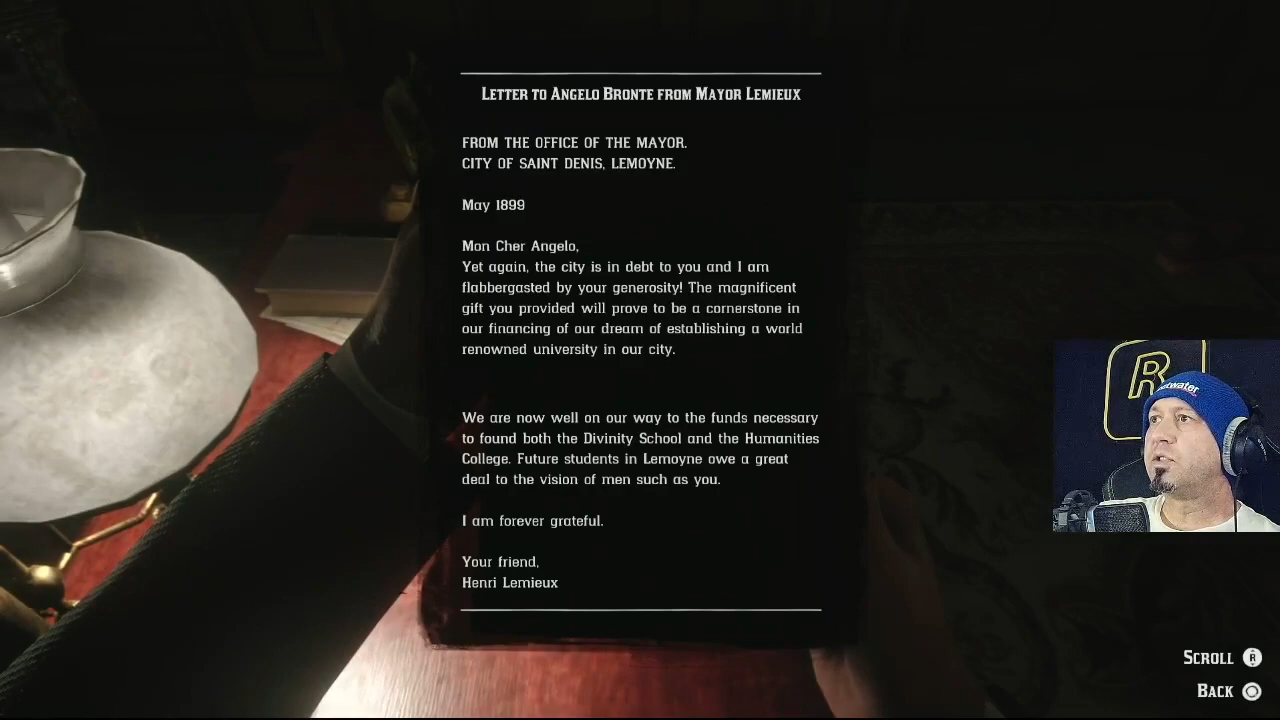 LETTER TO ANGELO BRONTE FROM MAYOR LEMIEUX
FROM THE OFFICE OF THE MAYOR.
CITY OF SAINT DENIS, LEMOYNE.
May 1899
Mon Cher Angelo,
Yet again, the city is in debt to you and I am
flabbergasted by your generosity! The magnificent
gift you provided will prove to be a cornerstone in
our financing of our dream of establishing a world
renowned university in our city.
We are now well on our way to the funds necessary
to found both the Divinity School and the Humanities
College. Future students in Lemoyne owe a great
deal to the vision of men such as you.
I am forever grateful.
Your friend,
Henri Lemieux
R
SCROLL R
BACK